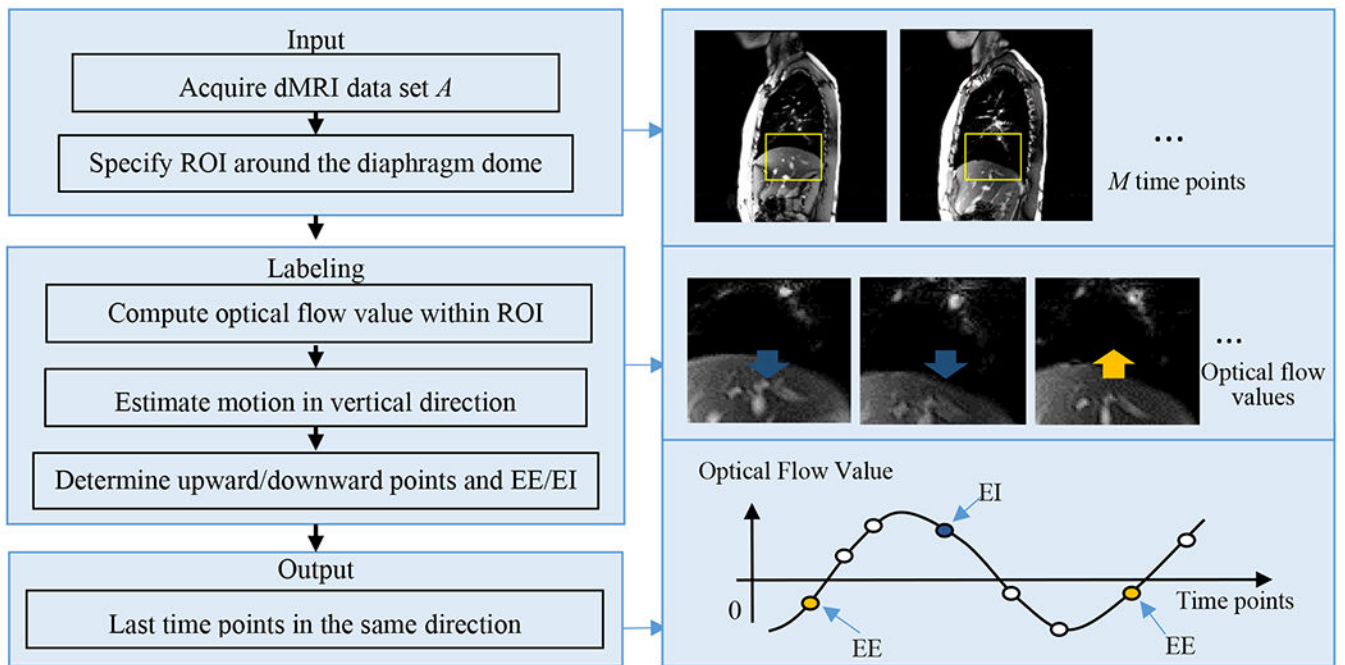 Input
Acquire dMRI data set A
Specify ROI around the diaphragm dome
...
M time points
Labeling
Compute optical flow value within ROI
Estimate motion in vertical direction
Determine upward/downward points and EE/EI
...
Optical flow
values
Output
Last time points in the same direction
Optical Flow Value
EI
0
Time points
EE
EE